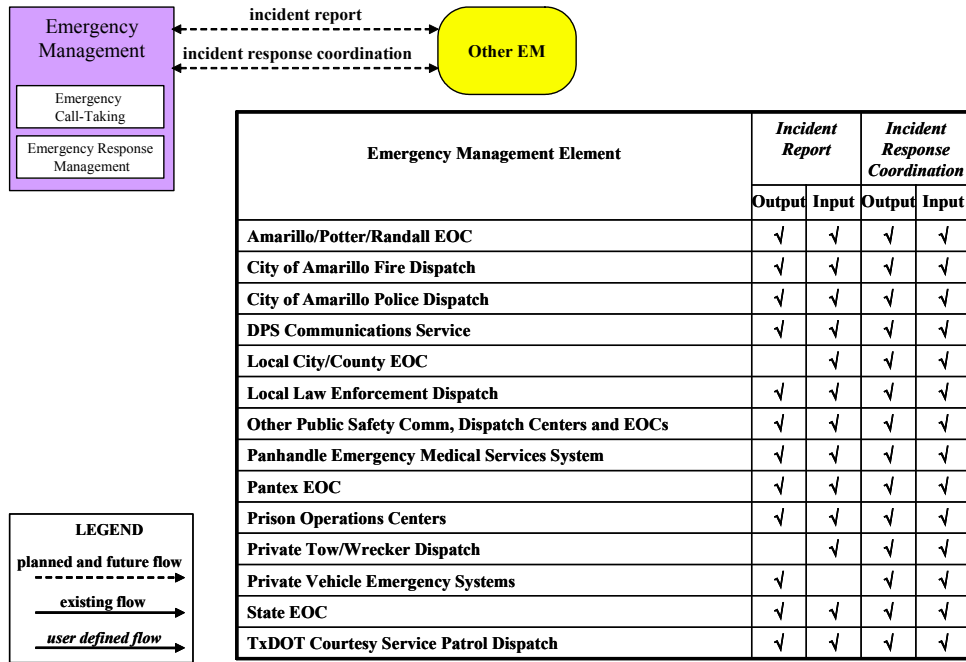 Emergency
Management
Emergency
Call-Taking
Emergency Response
Management
incident report
incident response coordination
Other EM
Emergency Management Element
Incident
Report
Incident
Response
Coordination
Output Input Output Input
Amarillo/Potter/Randall EOC √ √ √ √
City of Amarillo Fire Dispatch √ √ √ √
City of Amarillo Police Dispatch √ √ √ √
DPS Communications Service √ √ √ √
Local City/County EOC √ √ √
Local Law Enforcement Dispatch √ √ √ √
Other Public Safety Comm, Dispatch Centers and EOCs √ √ √ √
Panhandle Emergency Medical Services System √ √ √ √
Pantex EOC √ √ √ √
Prison Operations Centers √ √ √ √
Private Tow/Wrecker Dispatch √ √ √
Private Vehicle Emergency Systems √ √ √
State EOC √ √ √ √
TxDOT Courtesy Service Patrol Dispatch √ √ √ √
LEGEND
planned and future flow
existing flow
user defined flow